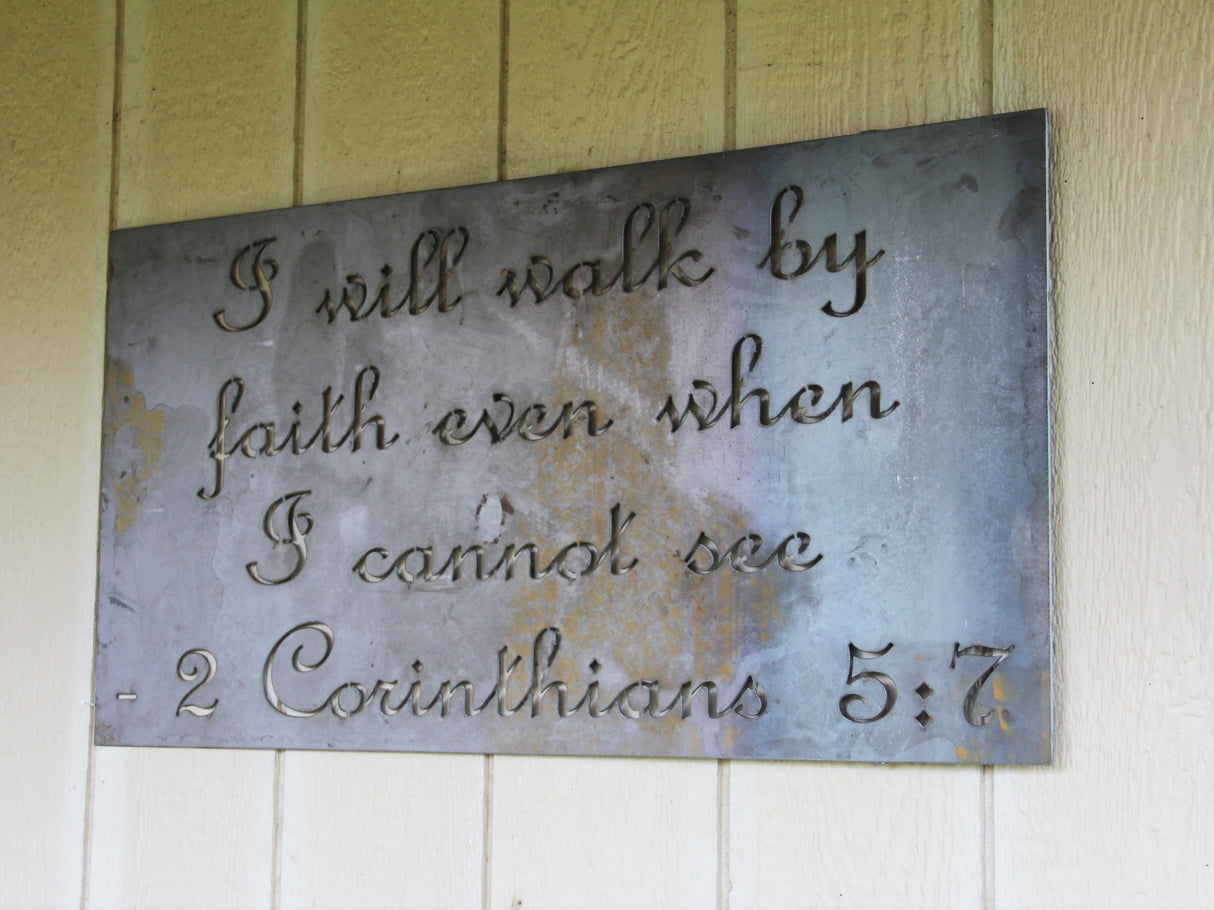 I will walk by
faith even when
I cannot see
- 2 Corinthians 5:7